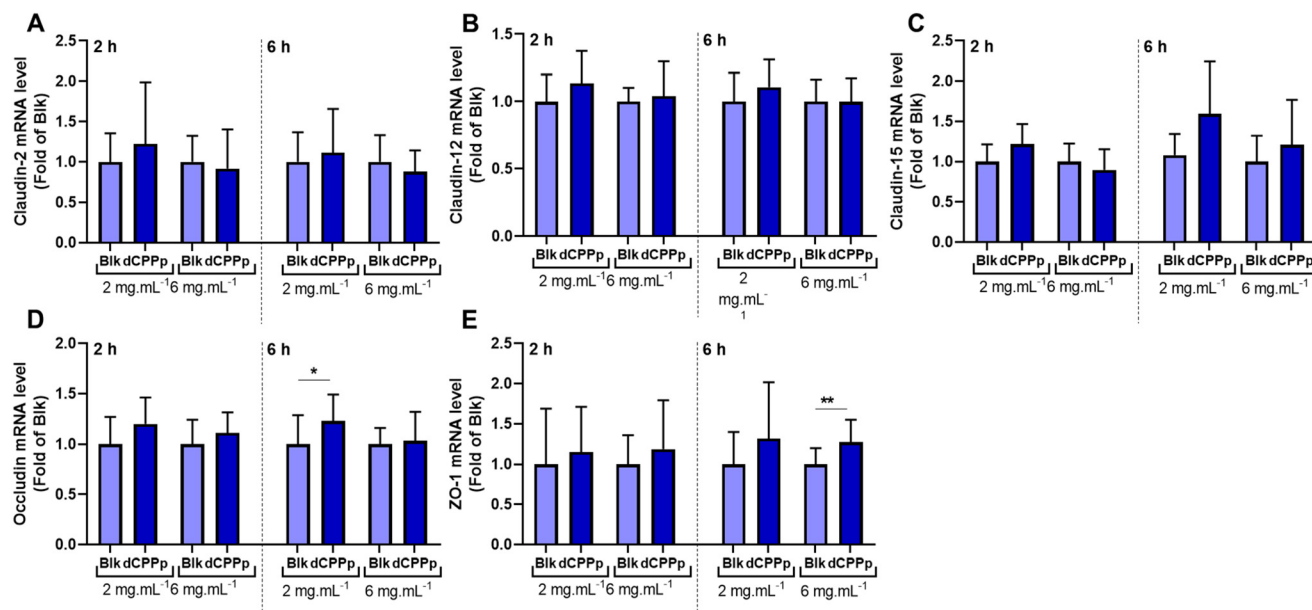 A
Claudin-2 mRNA level
(Fold of Blk)
2.5
2.0
1.5
1.0
0.5
0.0
2 h
6 h
Blk dCPPp Blk dCPPp Blk dCPPp Blk dCPPp
2 mg.mL⁻¹ 6 mg.mL⁻¹ 2 mg.mL⁻¹ 6 mg.mL⁻¹
B
Claudin-12 mRNA level
(Fold of Blk)
1.5
1.0
0.5
0.0
2 h
6 h
Blk dCPPp Blk dCPPp Blk dCPPp Blk dCPPp
2 mg.mL⁻¹ 6 mg.mL⁻¹ 2
mg.mL⁻
1
6 mg.mL⁻¹
C
Claudin-15 mRNA level
(Fold of Blk)
2.5
2.0
1.5
1.0
0.5
0.0
2 h
6 h
Blk dCPPp Blk dCPPp Blk dCPPp Blk dCPPp
2 mg.mL⁻¹ 6 mg.mL⁻¹ 2 mg.mL⁻¹ 6 mg.mL⁻¹
D
Occludin mRNA level
(Fold of Blk)
2.0
1.5
1.0
0.5
0.0
2 h
6 h
*
Blk dCPPp Blk dCPPp Blk dCPPp Blk dCPPp
2 mg.mL⁻¹ 6 mg.mL⁻¹ 2 mg.mL⁻¹ 6 mg.mL⁻¹
E
ZO-1 mRNA level
(Fold of Blk)
2.5
2.0
1.5
1.0
0.5
0.0
2 h
6 h
**
Blk dCPPp Blk dCPPp Blk dCPPp Blk dCPPp
2 mg.mL⁻¹ 6 mg.mL⁻¹ 2 mg.mL⁻¹ 6 mg.mL⁻¹